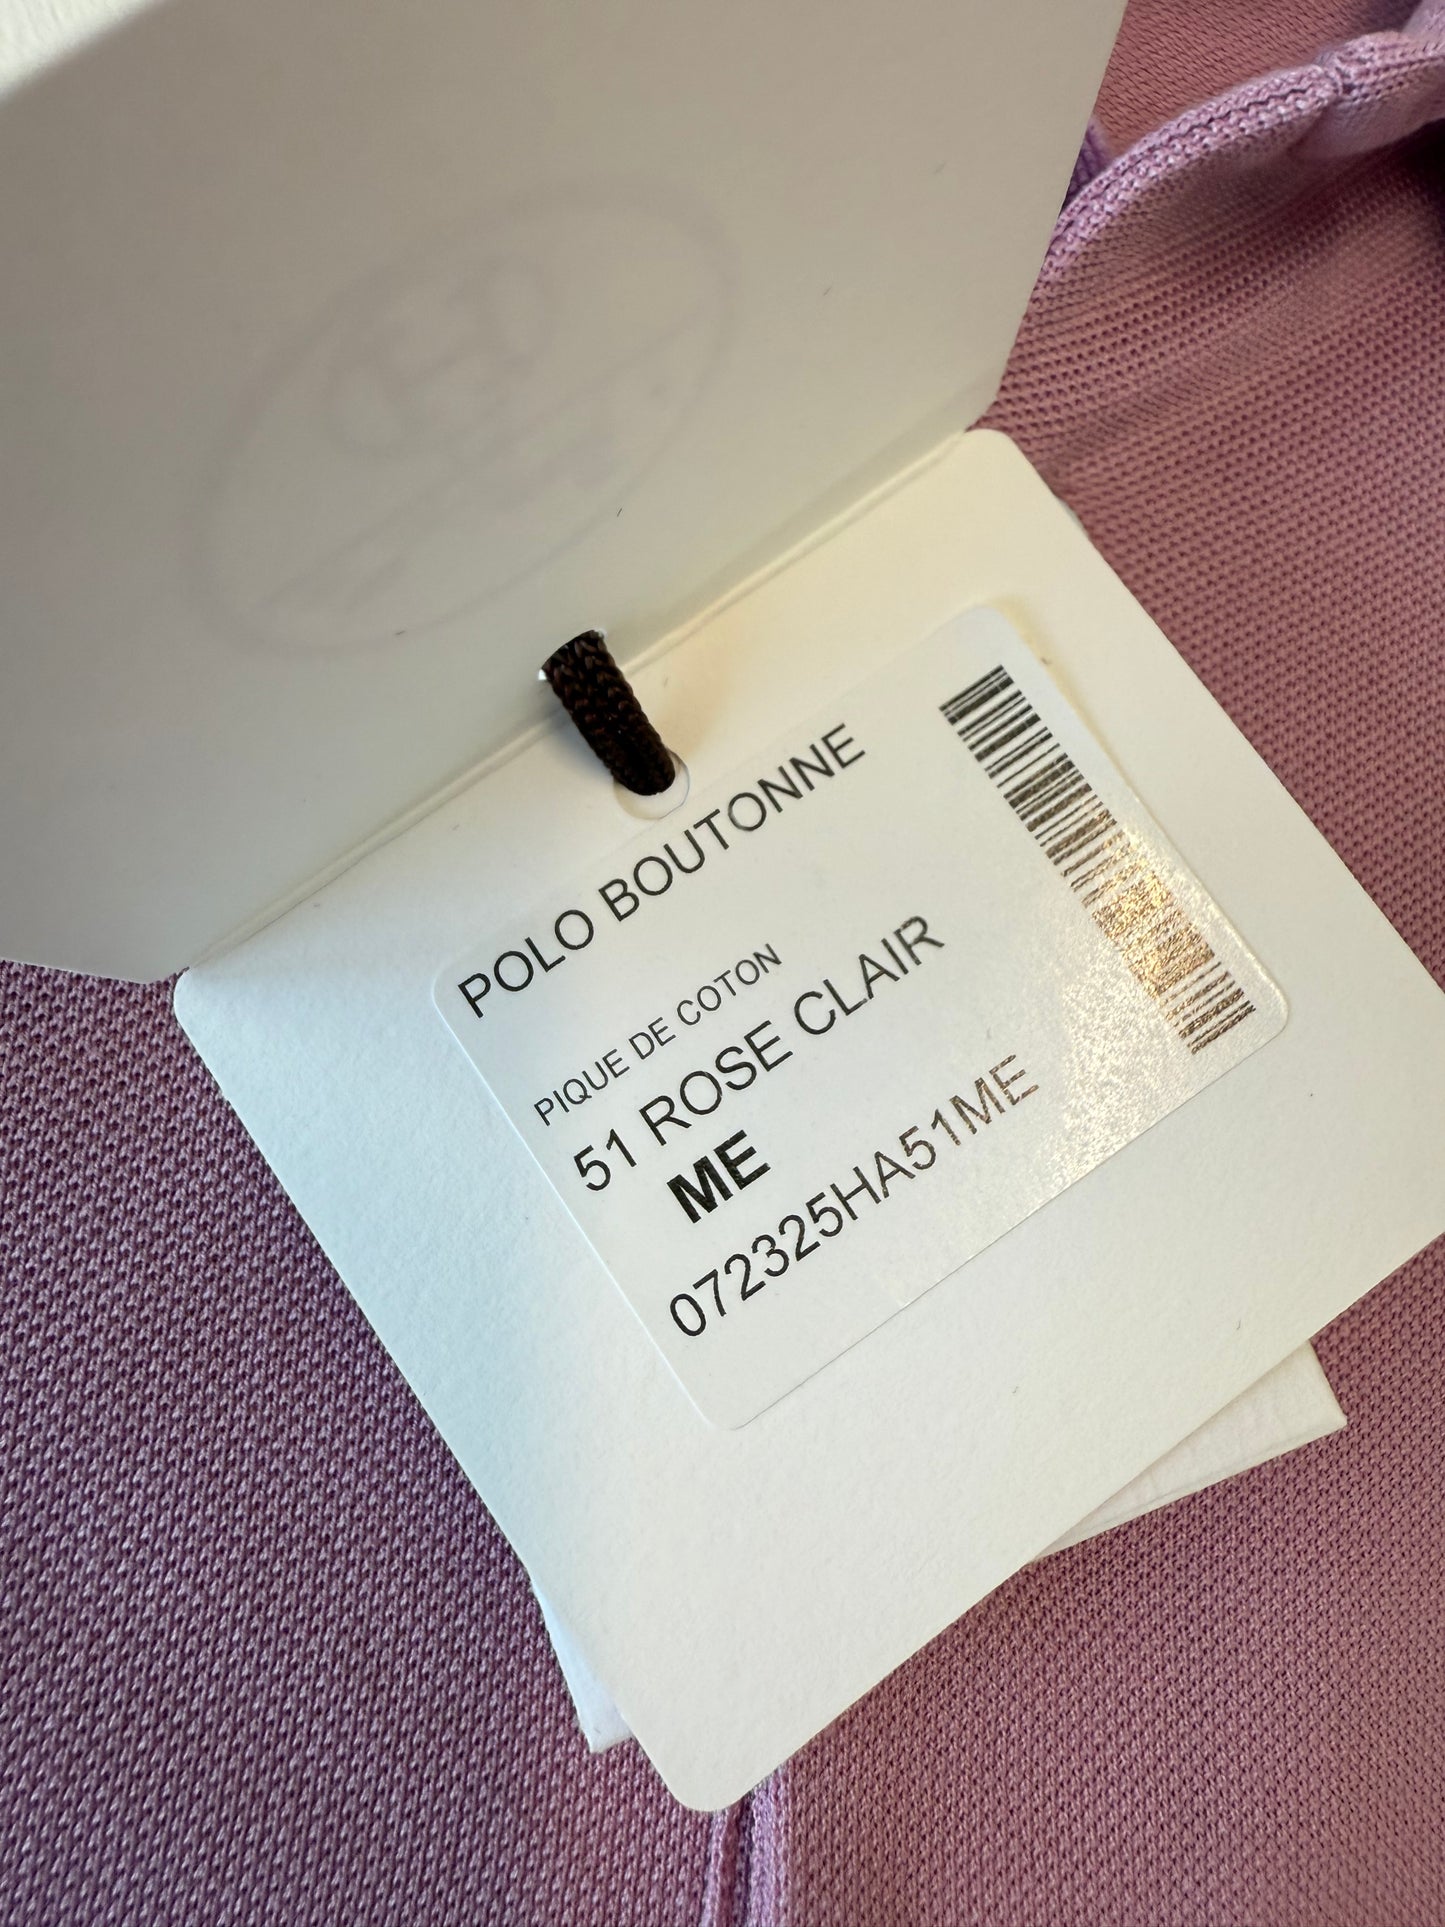 POLO BOUTONNE
PIQUE DE COTON
51 ROSE CLAIR
ME
072325HA51ME